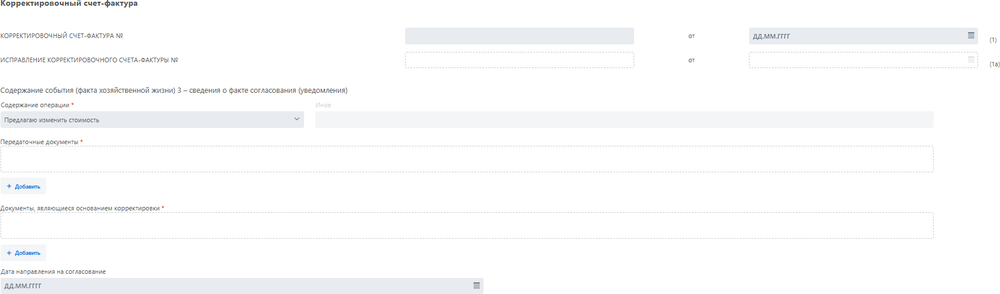 Корректировочный счет-фактура
КОРРЕКТИРОВОЧНЫЙ СЧЕТ-ФАКТУРА № от ДД.ММ.ГГГГ (1)
ИСПРАВЛЕНИЕ КОРРЕКТИРОВОЧНОГО СЧЕТА-ФАКТУРЫ № от (1а)
Содержание события (факта хозяйственной жизни) 3 – сведения о факте согласования (уведомления)
Содержание операции * Иное
Предлагаю изменить стоимость
Передаточные документы *
+ Добавить
Документы, являющиеся основанием корректировки *
+ Добавить
Дата направления на согласование
ДД.ММ.ГГГГ